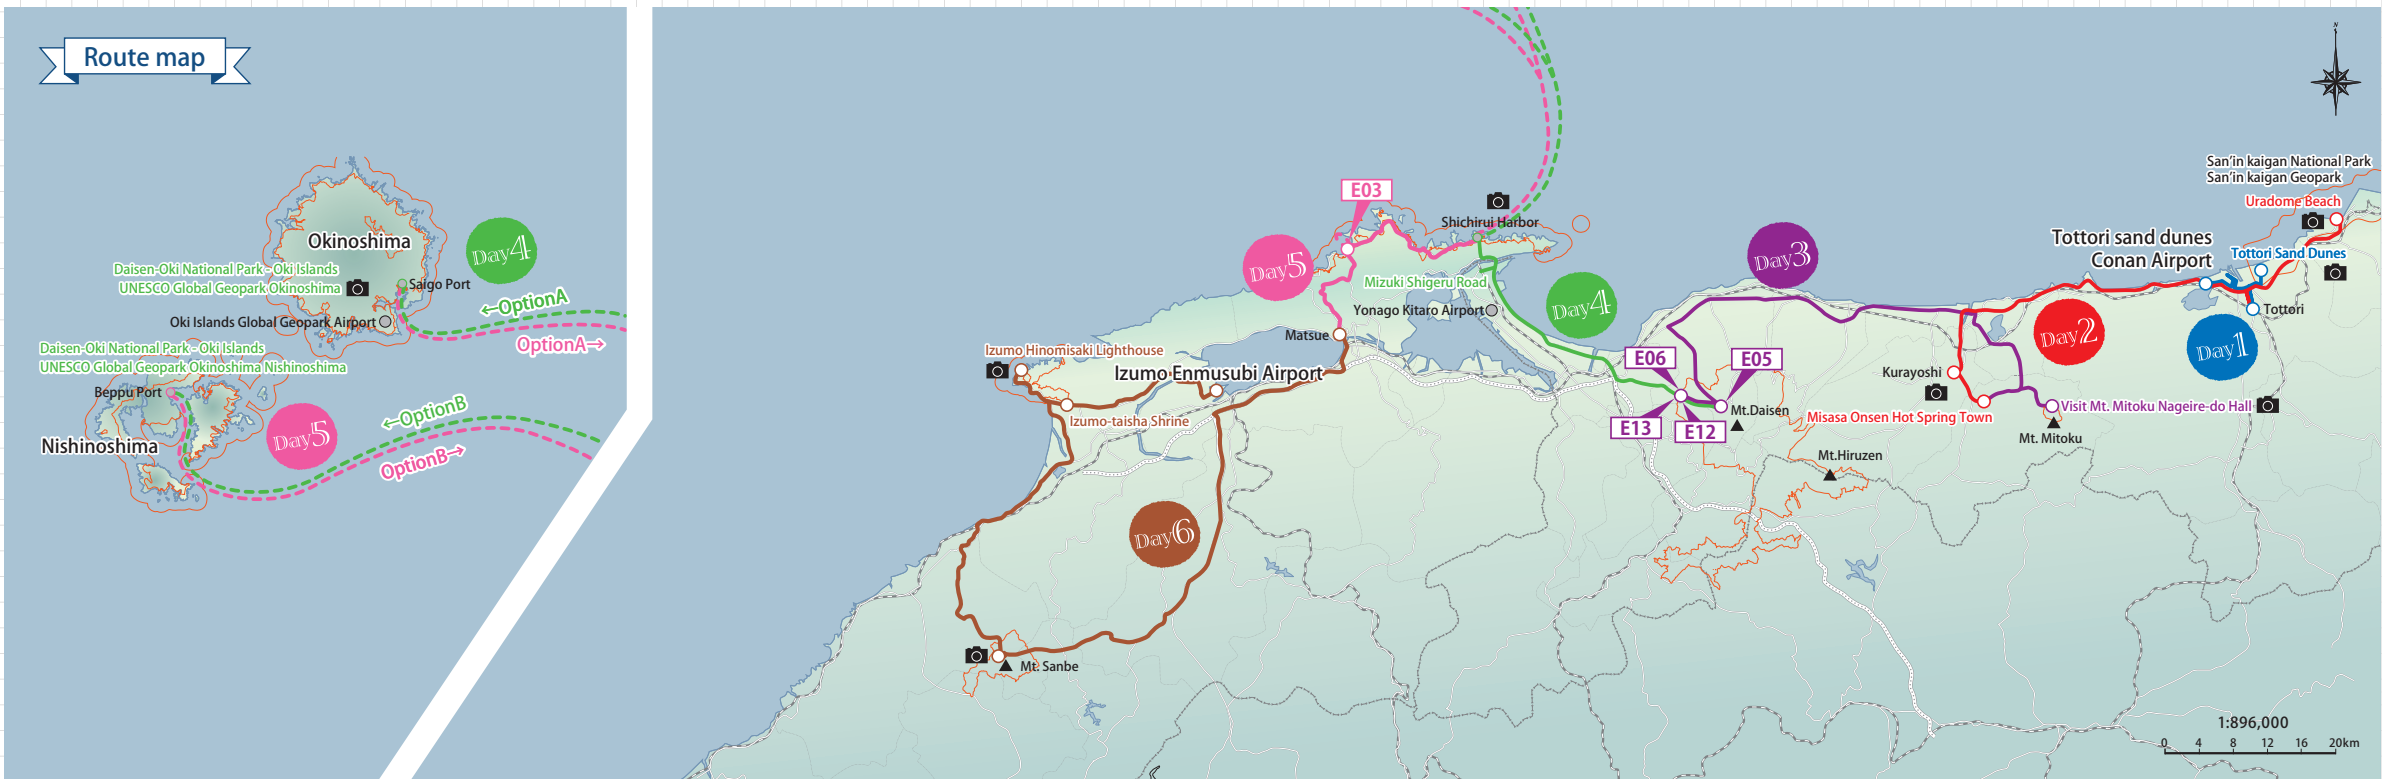 Route map
Okinoshima
Day4
Daisen-Oki National Park - Oki Islands
UNESCO Global Geopark Okinoshima
Saigo Port
Oki Islands Global Geopark Airport
←OptionA
OptionA→
Daisen-Oki National Park - Oki Islands
UNESCO Global Geopark Okinoshima Nishinoshima
Beppu Port
Nishinoshima
Day5
←OptionB
OptionB→
E03
Shichirui Harbor
Day5
Mizuki Shigeru Road
Yonago Kitaro Airport
Day4
Matsue
Izumo Hinomisaki Lighthouse
Izumo Enmusubi Airport
Izumo-taisha Shrine
Day6
Mt. Sanbe
Day3
E06
E05
E13
E12
Mt.Daisen
Mt.Hiruzen
Kurayoshi
Misasa Onsen Hot Spring Town
Visit Mt. Mitoku Nageire-do Hall
Mt. Mitoku
Day2
Day1
Tottori sand dunes
Conan Airport
Tottori Sand Dunes
Tottori
San'in kaigan National Park
San'in kaigan Geopark
Uradome Beach
N
1:896,000
0 4 8 12 16 20km